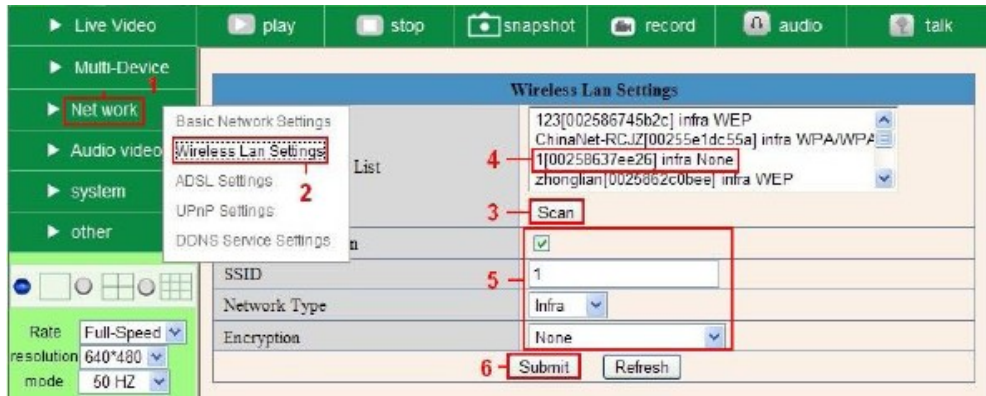 Live Video
play
stop
snapshot
record
audio
talk
Multi-Device
1
Net work
Basic Network Settings
Wireless Lan Settings
2
ADSL Settings
UPnP Settings
DDNS Service Settings
Audio video
system
other
Rate Full-Speed
resolution 640*480
mode 50 HZ
Wireless Lan Settings
List
123[002586745b2c] infra WEP
ChinaNet-RCJZ[00255e1dc55a] infra WPA/WPA
4
1[00258637ee26] infra None
zhonglian[0025862c0bee] infra WEP
3
Scan
n
5
SSID 1
Network Type Infra
Encryption None
6
Submit Refresh